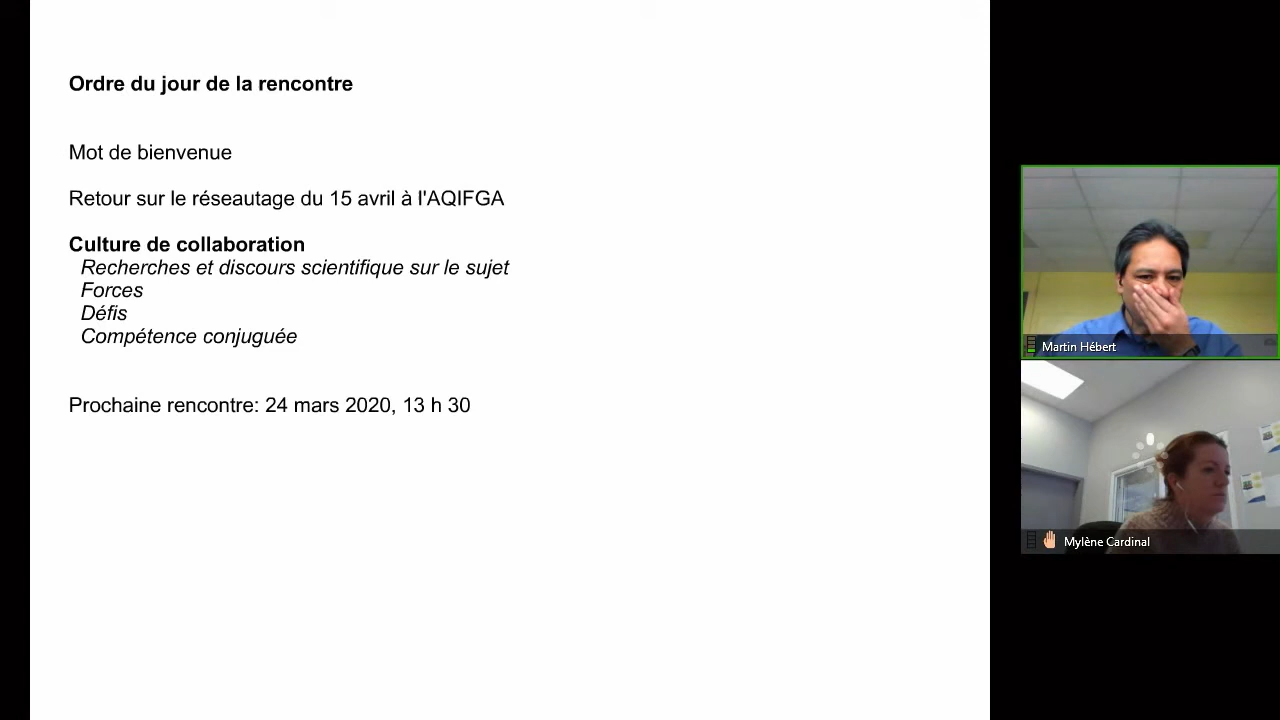 Ordre du jour de la rencontre
Mot de bienvenue
Retour sur le réseautage du 15 avril à l'AQIFGA
Culture de collaboration
Recherches et discours scientifique sur le sujet
Forces
Défis
Compétence conjuguée
Prochaine rencontre: 24 mars 2020, 13 h 30
Martin Hébert
Mylène Cardinal